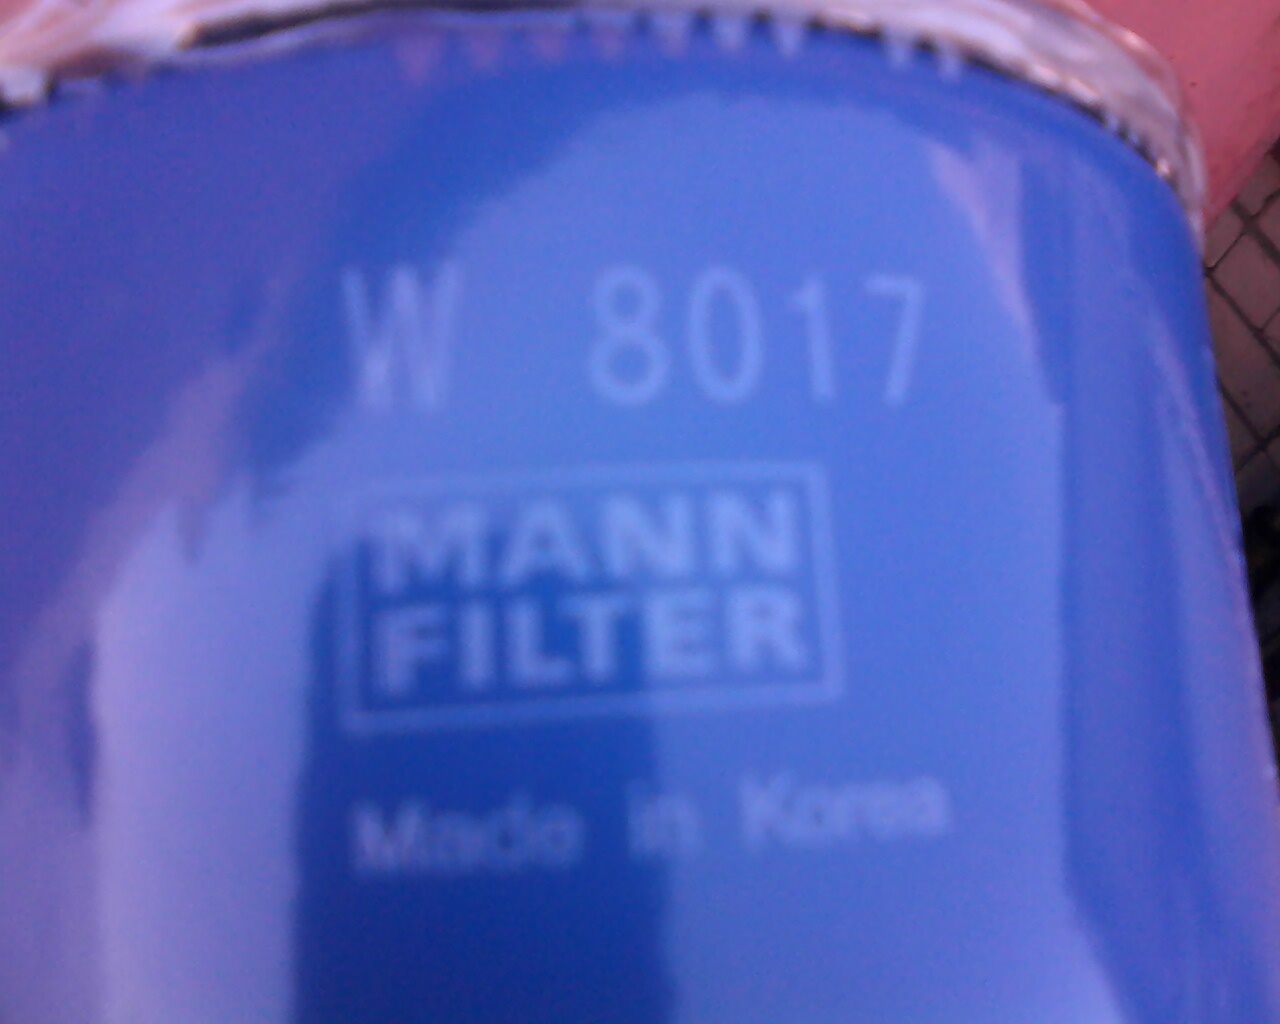 W 8017
MANN
FILTER
Made in Korea